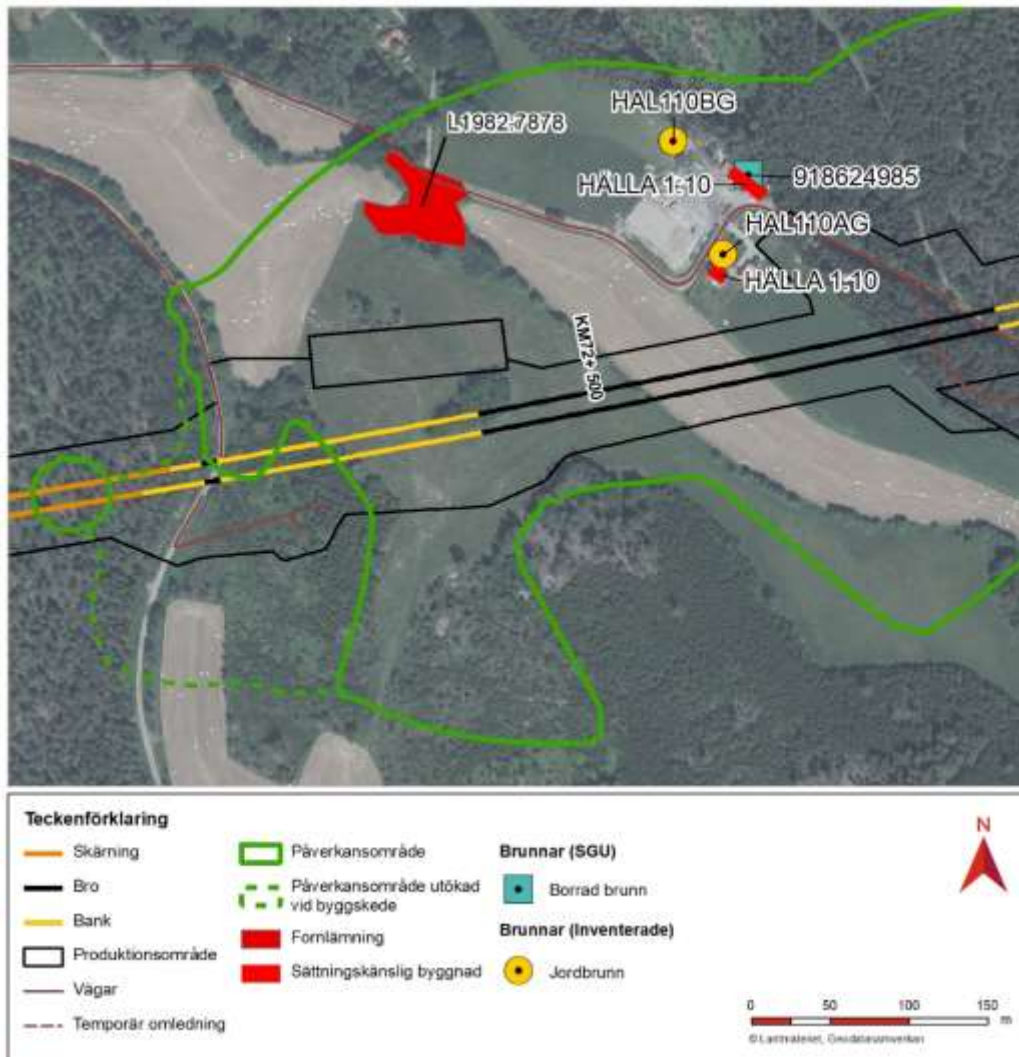 HAL110BG
L1982:7878
HÄLLA 1:10
918624985
HAL110AG
HÄLLA 1:10
KM72+ 500
Teckenförklaring
Skärning
Bro
Bank
Produktionsområde
Vägar
Temporär omledning
Påverkansområde
Påverkansområde utökad
vid byggskede
Fornlämning
Sättningskänslig byggnad
Brunnar (SGU)
Borrad brunn
Brunnar (Inventerade)
Jordbrunn
N
0 50 100 150
m
© Lantmäteriet, Geodatasamverkan